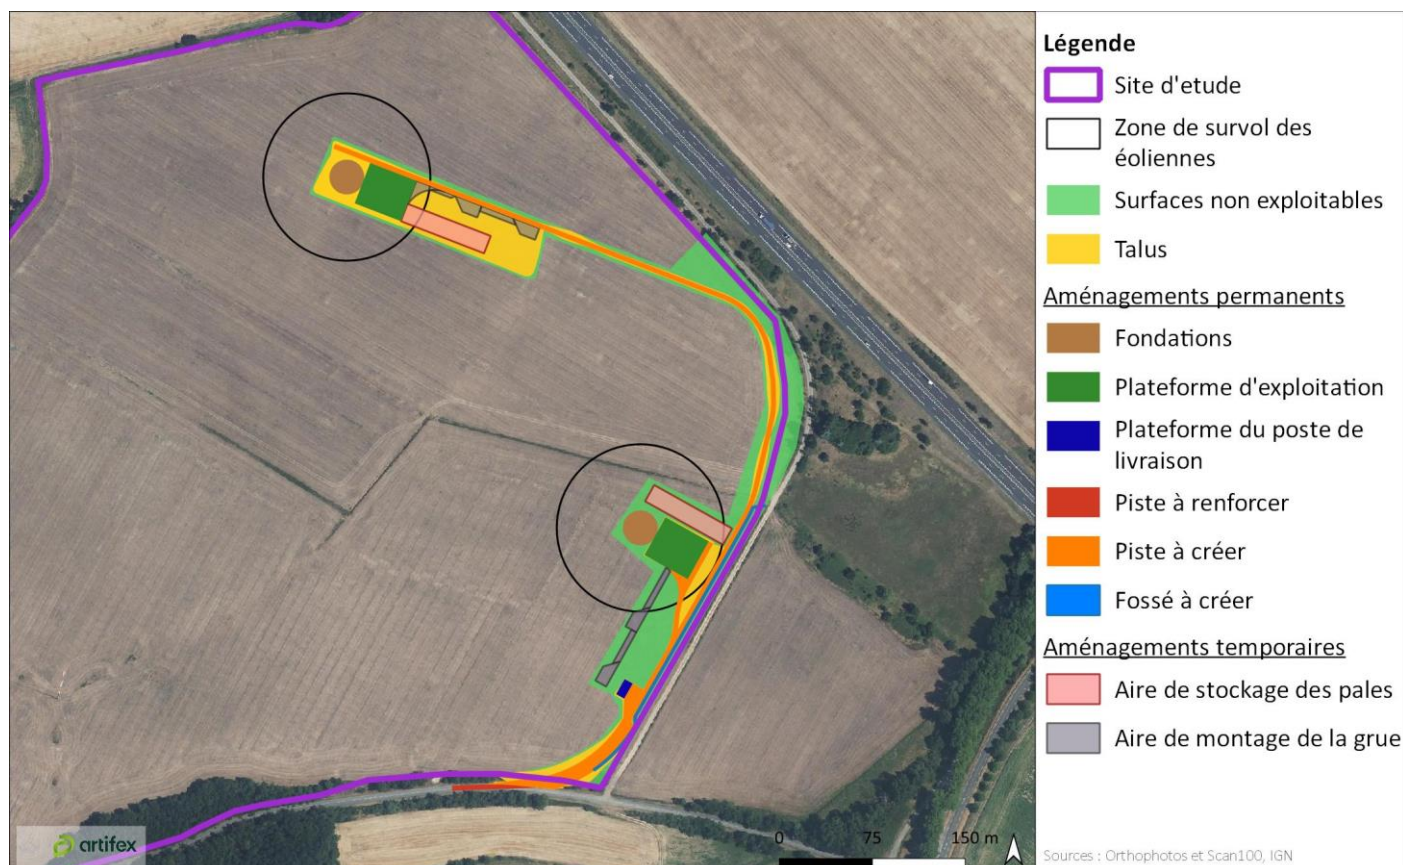 Légende
Site d'etude
Zone de survol des
éoliennes
Surfaces non exploitables
Talus
Aménagements permanents
Fondations
Plateforme d'exploitation
Plateforme du poste de
livraison
Piste à renforcer
Piste à créer
Fossé à créer
Aménagements temporaires
Aire de stockage des pales
Aire de montage de la grue
artifex
0 75 150 m
Sources : Orthophotos et Scan100, IGN